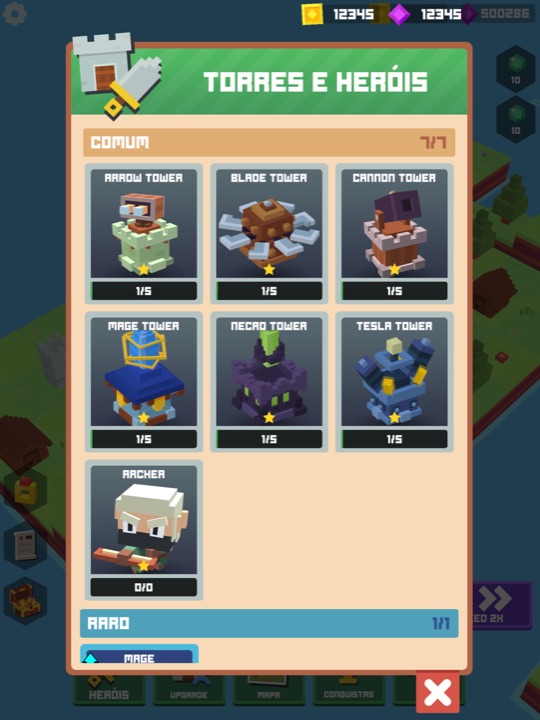 12345
12345
500286
TORRES E HERÓIS
10
10
COMUM
7/7
ARROW TOWER
BLADE TOWER
CANNON TOWER
1/5
1/5
1/5
MAGE TOWER
NECRO TOWER
TESLA TOWER
1/5
1/5
1/5
ARCHER
0/0
RARO
1/1
MAGE
2X
HERÓIS
UPGRADE
MAPA
CONQUISTAS